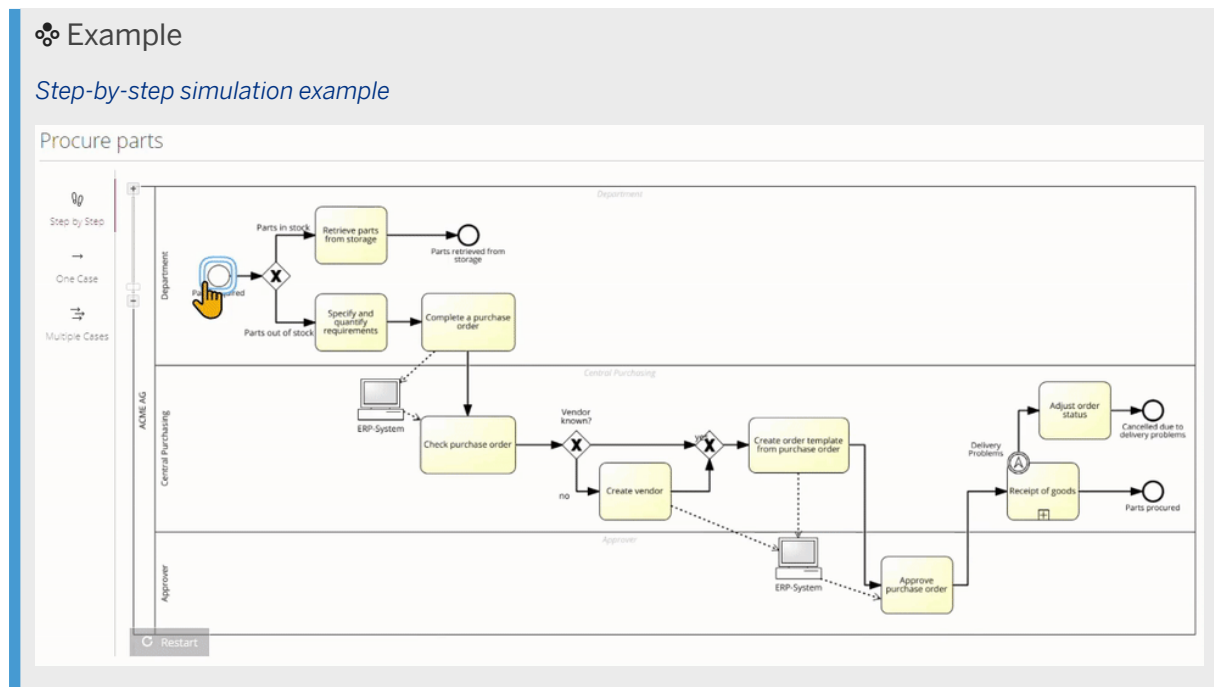 Example
Step-by-step simulation example
Procure parts
Step by Step
One Case
Multiple Cases
Restart
ACME AG
Department
Department
Parts in stock
Retrieve parts
from storage
Parts retrieved from
storage
Parts out of stock
Specify and
quantify
requirements
Complete a purchase
order
Central Purchasing
Central Purchasing
ERP-System
Check purchase order
Vendor
known?
yes
no
Create vendor
Create order template
from purchase order
Delivery
Problems
A
Adjust order
status
Cancelled due to
delivery problems
Receipt of goods
Parts procured
Approver
Approver
ERP-System
Approve
purchase order